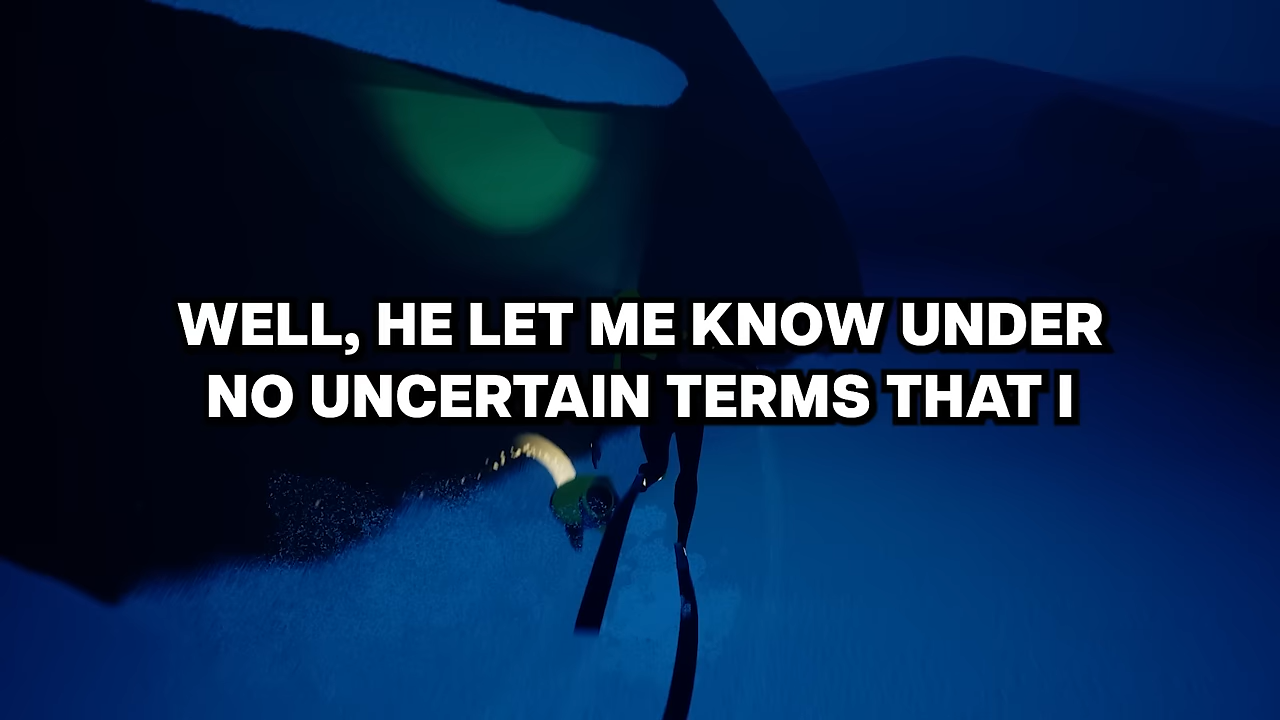 WELL, HE LET ME KNOW UNDER
NO UNCERTAIN TERMS THAT I